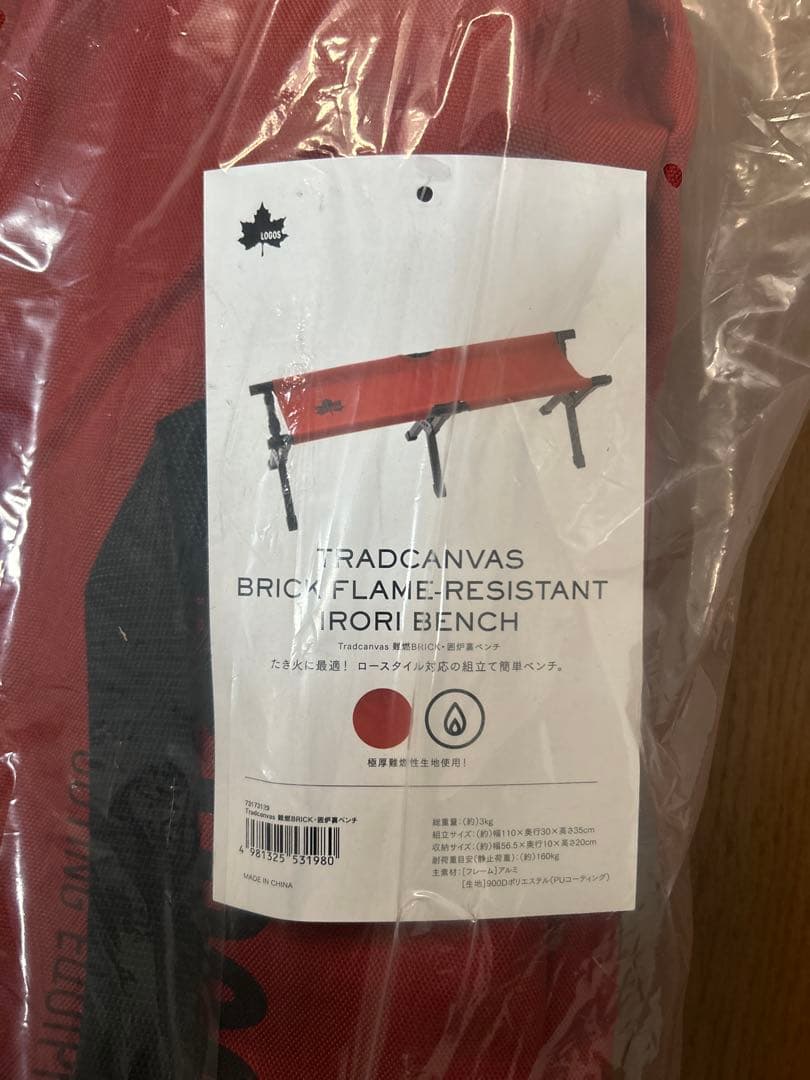 LOGOS
TRADCANVAS
BRICK FLAME-RESISTANT
IRORI BENCH
Tradcanvas 難燃BRICK・囲炉裏ベンチ
たき火に最適! ロースタイル対応の組立て簡単ベンチ。
極厚難燃性生地使用!
73173129
Tradcanvas 難燃BRICK・囲炉裏ベンチ
4 981325 531980
MADE IN CHINA
総重量:(約)3kg
組立サイズ:(約)幅110×奥行30×高さ35cm
収納サイズ:(約)幅56.5×奥行10×高さ20cm
耐荷重目安(静止荷重):(約)160kg
主素材:[フレーム]アルミ
[生地]900Dポリエステル(PUコーティング)
OUTING EQUIP